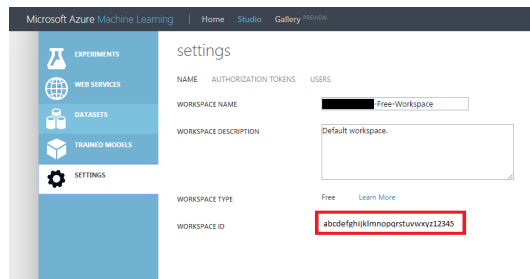 Microsoft Azure Machine Learning | Home Studio Gallery PREVIEW
EXPERIMENTS
WEB SERVICES
DATASETS
TRAINED MODELS
SETTINGS
settings
NAME AUTHORIZATION TOKENS USERS
WORKSPACE NAME -Free-Workspace
WORKSPACE DESCRIPTION Default workspace.
WORKSPACE TYPE Free Learn More
WORKSPACE ID abcdefghijklmnopqrstuvwxyz12345